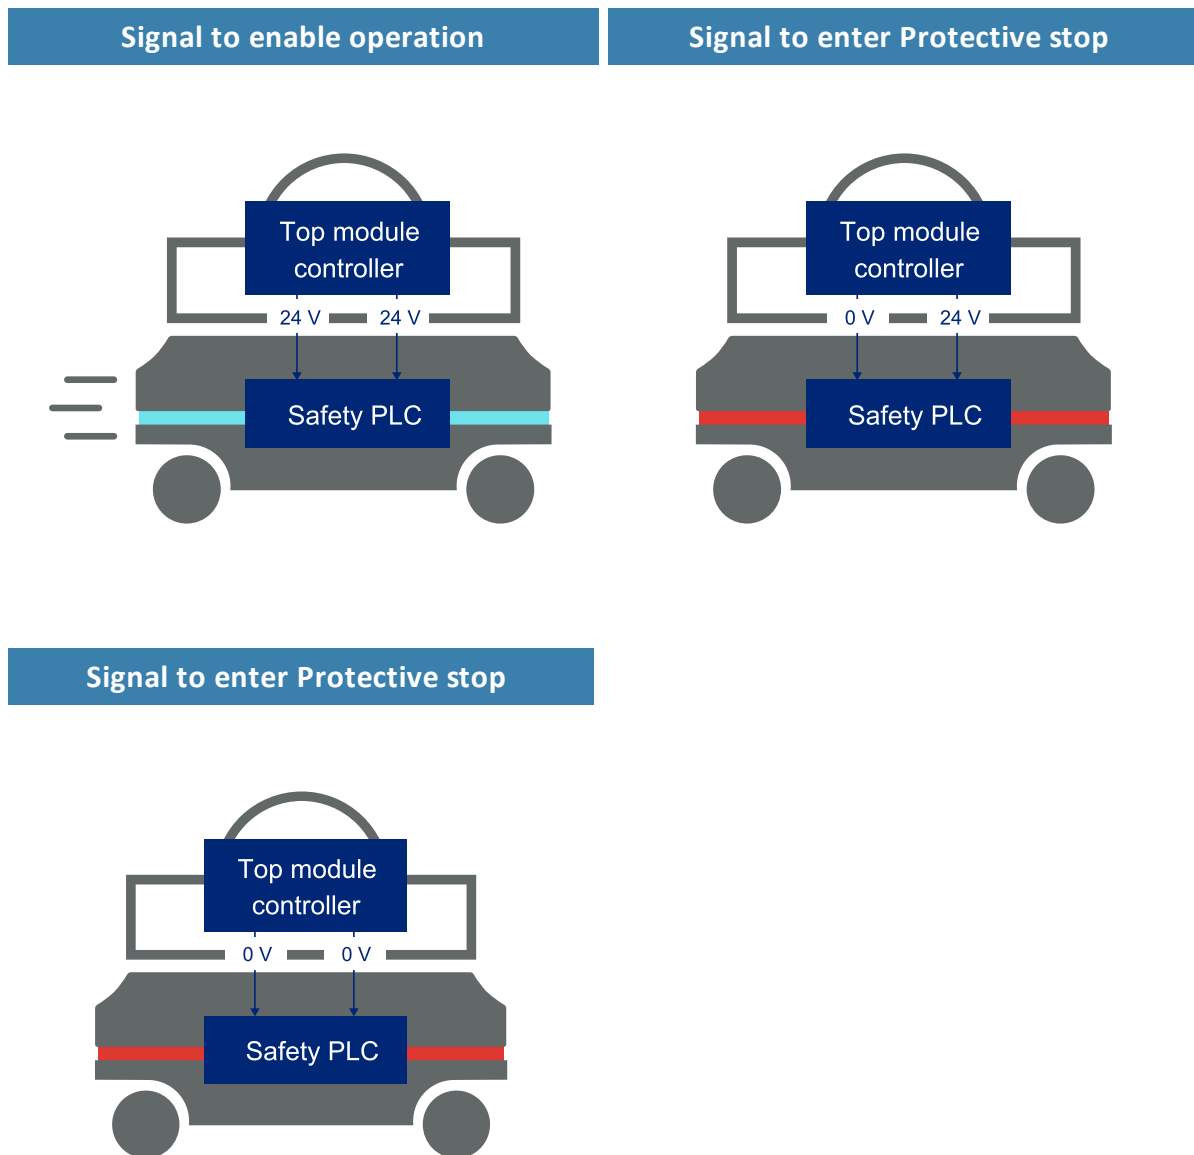 Signal to enable operation
Signal to enter Protective stop
Top module
controller
24 V 24 V
Safety PLC
Top module
controller
0 V 24 V
Safety PLC
Signal to enter Protective stop
Top module
controller
0 V 0 V
Safety PLC